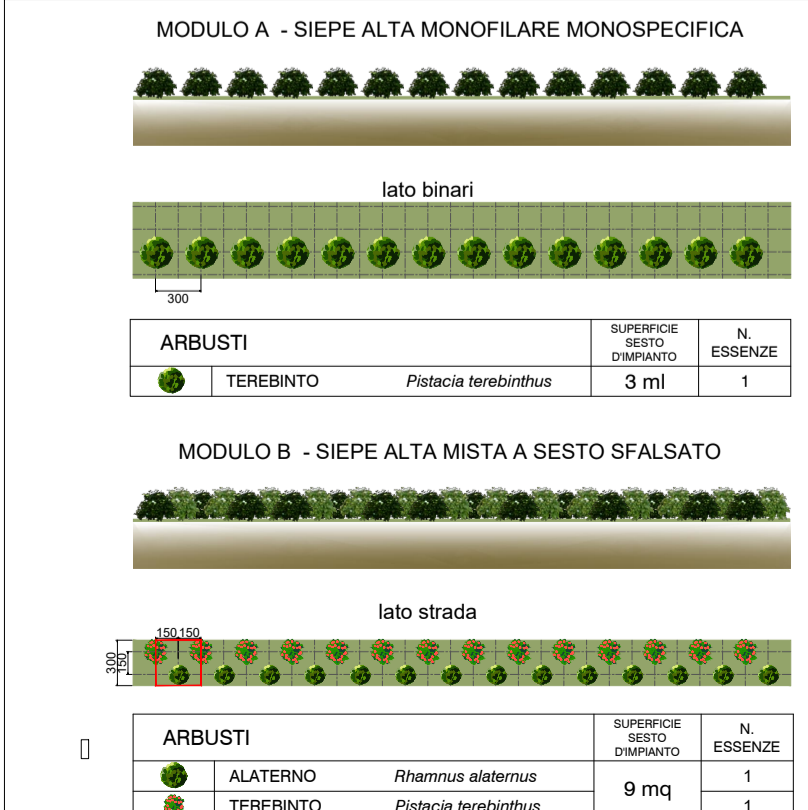 MODULO A - SIEPE ALTA MONOFILARE MONOSPECIFICA
lato binari
300
ARBUSTI
SUPERFICIE
SESTO
D'IMPIANTO
N.
ESSENZE
TEREBINTO Pistacia terebinthus 3 ml 1
MODULO B - SIEPE ALTA MISTA A SESTO SFALSATO
lato strada
150 150
300
150
ARBUSTI
SUPERFICIE
SESTO
D'IMPIANTO
N.
ESSENZE
ALATERNO Rhamnus alaternus 9 mq 1
TEREBINTO Pistacia terebinthus 1